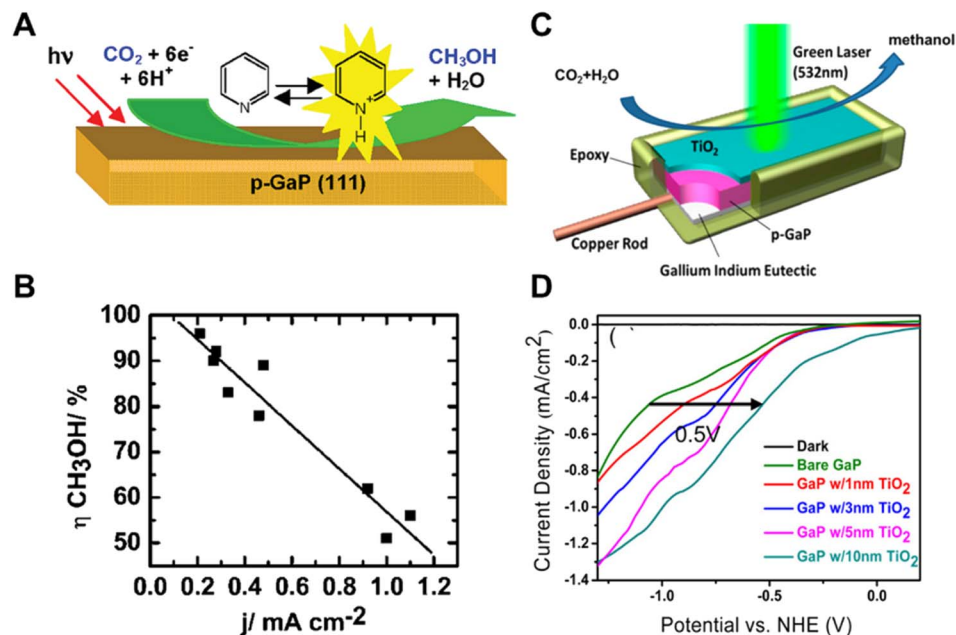 A
hν
CO2 + 6e-
+ 6H+
N
N+
H
CH3OH
+ H2O
p-GaP (111)
B
η CH3OH/ %
100
90
80
70
60
50
0.0 0.2 0.4 0.6 0.8 1.0 1.2
j/ mA cm-2
C
CO2+H2O
Green Laser
(532nm)
methanol
TiO2
Epoxy
p-GaP
Copper Rod
Gallium Indium Eutectic
D
Current Density (mA/cm2)
0.0
-0.2
-0.4
-0.6
-0.8
-1.0
-1.2
-1.4
0.5V
Dark
Bare GaP
GaP w/1nm TiO2
GaP w/3nm TiO2
GaP w/5nm TiO2
GaP w/10nm TiO2
-1.0 -0.5 0.0
Potential vs. NHE (V)